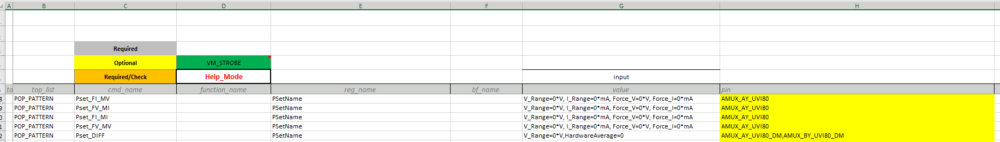 A B C D E F G H
Required
Optional VM_STROBE
Required/Check Help_Mode input
top_list cmd_name function_name reg_name bf_name value pin
POP_PATTERN Pset_FI_MV PSetName V_Range=0*V, I_Range=0*mA, Force_V=0*V, Force_I=0*mA AMUX_AY_UVI80
POP_PATTERN Pset_FV_MI PSetName V_Range=0*V, I_Range=0*mA, Force_V=0*V, Force_I=0*mA AMUX_AY_UVI80
POP_PATTERN Pset_FI_MI PSetName V_Range=0*V, I_Range=0*mA, Force_V=0*V, Force_I=0*mA AMUX_AY_UVI80
POP_PATTERN Pset_FV_MV PSetName V_Range=0*V, I_Range=0*mA, Force_V=0*V, Force_I=0*mA AMUX_AY_UVI80
POP_PATTERN Pset_DIFF PSetName V_Range=0*V,HardwareAverage=0 AMUX_AY_UVI80_DM,AMUX_BY_UVI80_DM